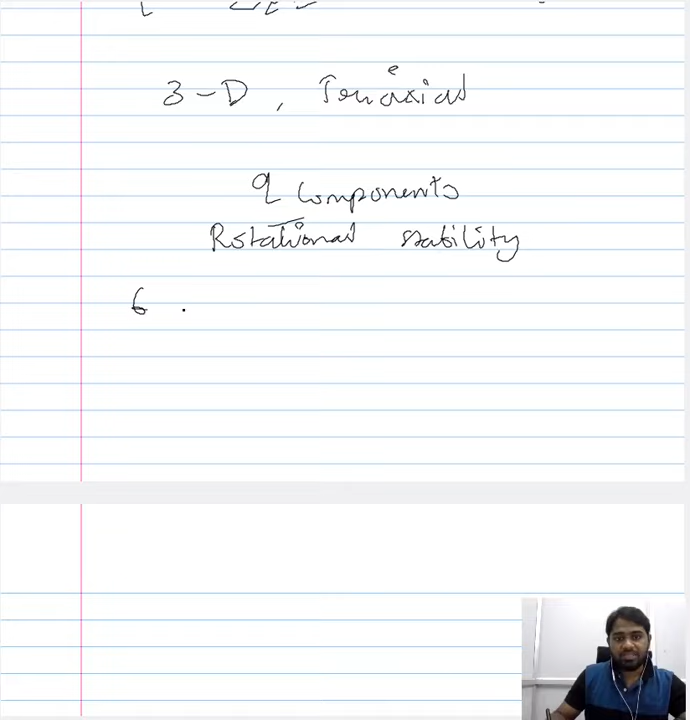 3-D, Triaxial
9 Components
Rotational stability
6 .